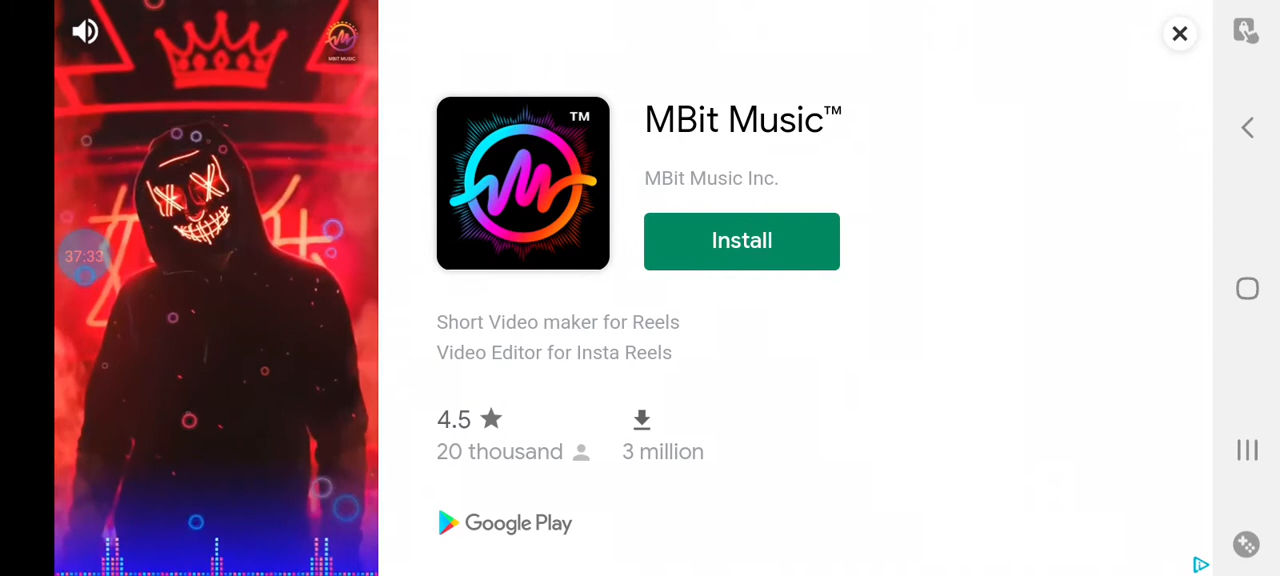 MBIT MUSIC
37:33
TM
MBit Music™
MBit Music Inc.
Install
Short Video maker for Reels
Video Editor for Insta Reels
4.5
20 thousand
3 million
Google Play